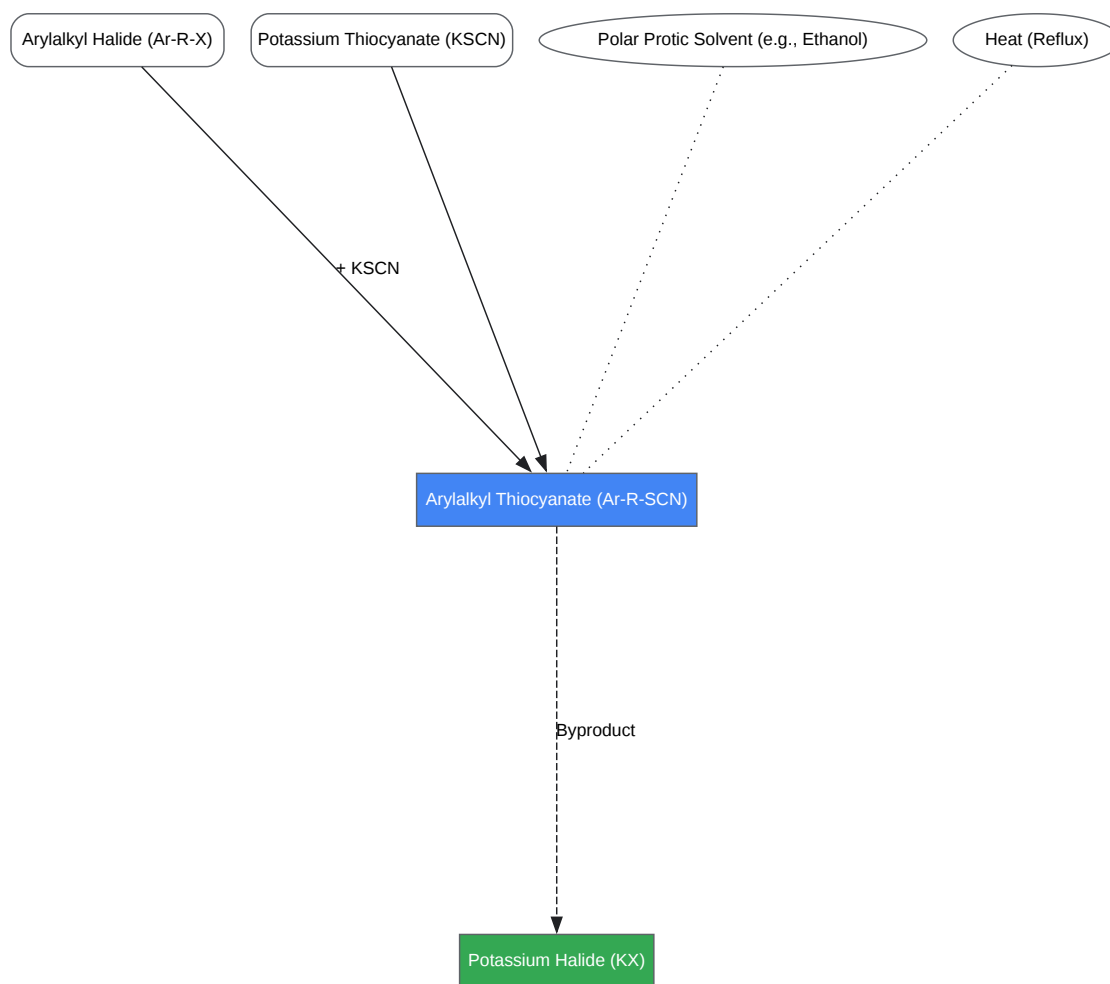 Arylalkyl Halide (Ar-R-X)
Potassium Thiocyanate (KSCN)
Polar Protic Solvent (e.g., Ethanol)
Heat (Reflux)
+ KSCN
Arylalkyl Thiocyanate (Ar-R-SCN)
Byproduct
Potassium Halide (KX)